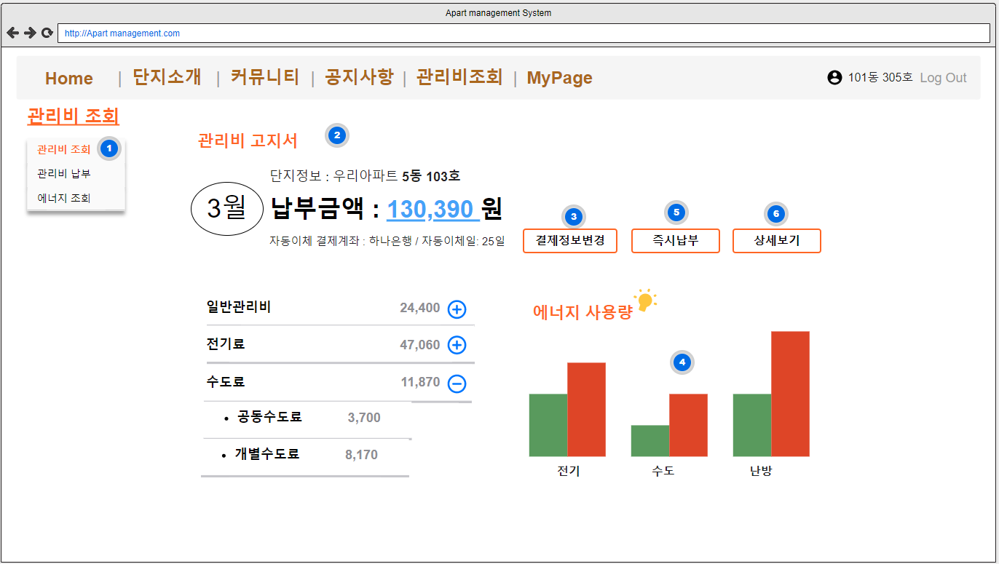 Apart management System
http://Apart management.com
Home | 단지소개 | 커뮤니티 | 공지사항 | 관리비조회 | MyPage
101동 305호 Log Out
관리비 조회
관리비 조회 1
관리비 납부
에너지 조회
관리비 고지서 2
단지정보 : 우리아파트 5동 103호
3월
납부금액 : 130,390 원
자동이체 결제계좌 : 하나은행 / 자동이체일: 25일
3 5 6
결제정보변경 즉시납부 상세보기
일반관리비 24,400
전기료 47,060
수도료 11,870
• 공동수도료 3,700
• 개별수도료 8,170
에너지 사용량
4
전기 수도 난방